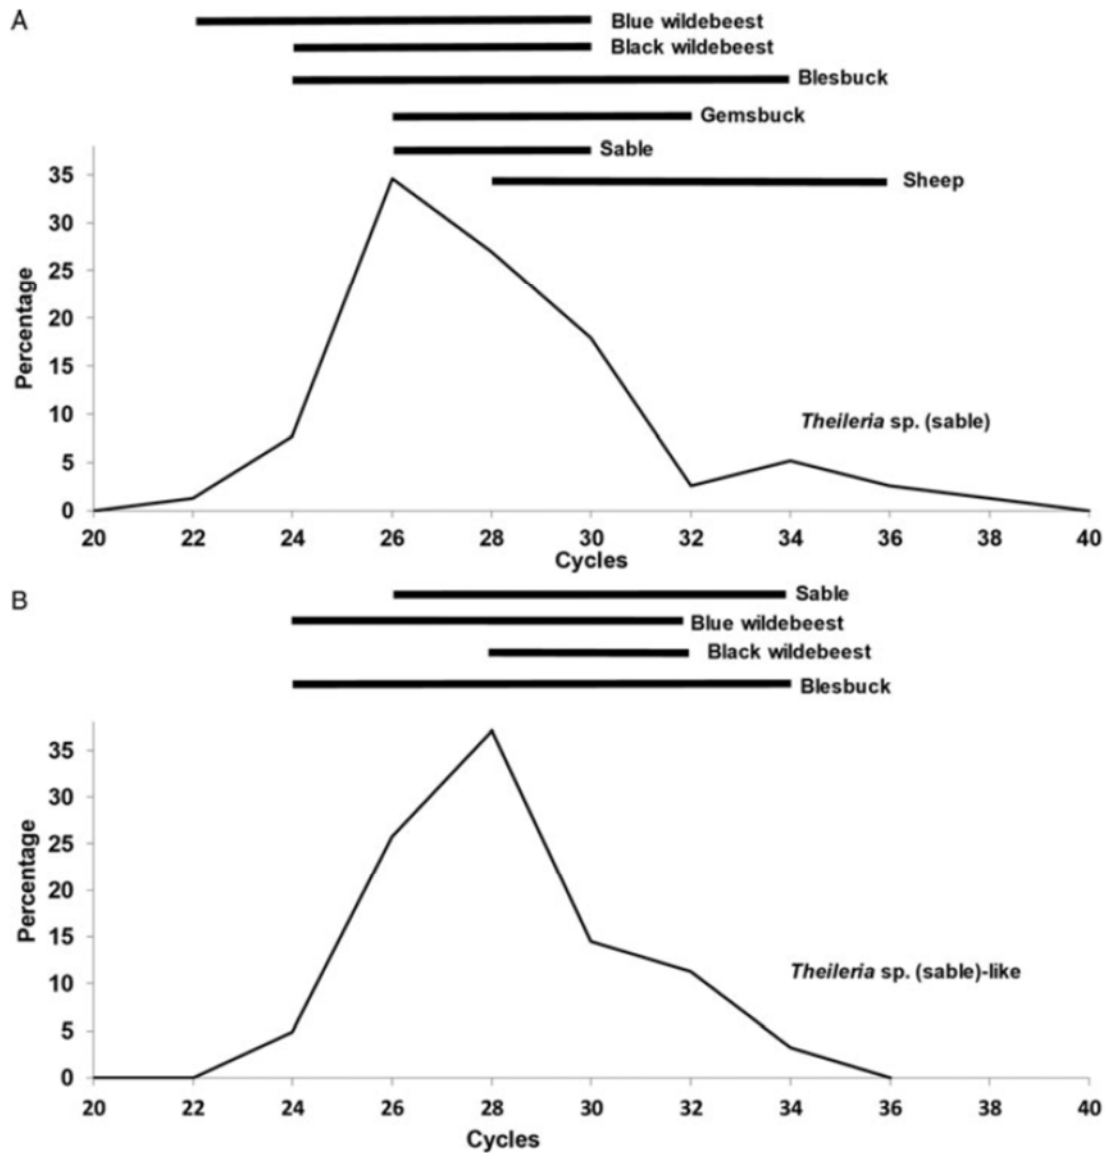 A
Blue wildebeest
Black wildebeest
Blesbuck
Gemsbuck
Sable
Sheep
35
30
25
20
15
10
5
0
Percentage
Theileria sp. (sable)
20 22 24 26 28 30 32 34 36 38 40
Cycles
B
Sable
Blue wildebeest
Black wildebeest
Blesbuck
35
30
25
20
15
10
5
0
Percentage
Theileria sp. (sable)-like
20 22 24 26 28 30 32 34 36 38 40
Cycles